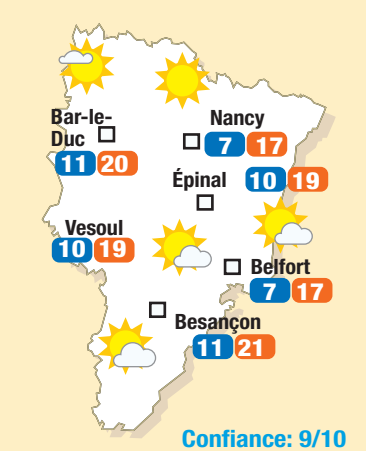 Bar-le-
Duc
11 20
Nancy
7 17
Épinal
10 19
Vesoul
10 19
Belfort
7 17
Besançon
11 21
Confiance: 9/10